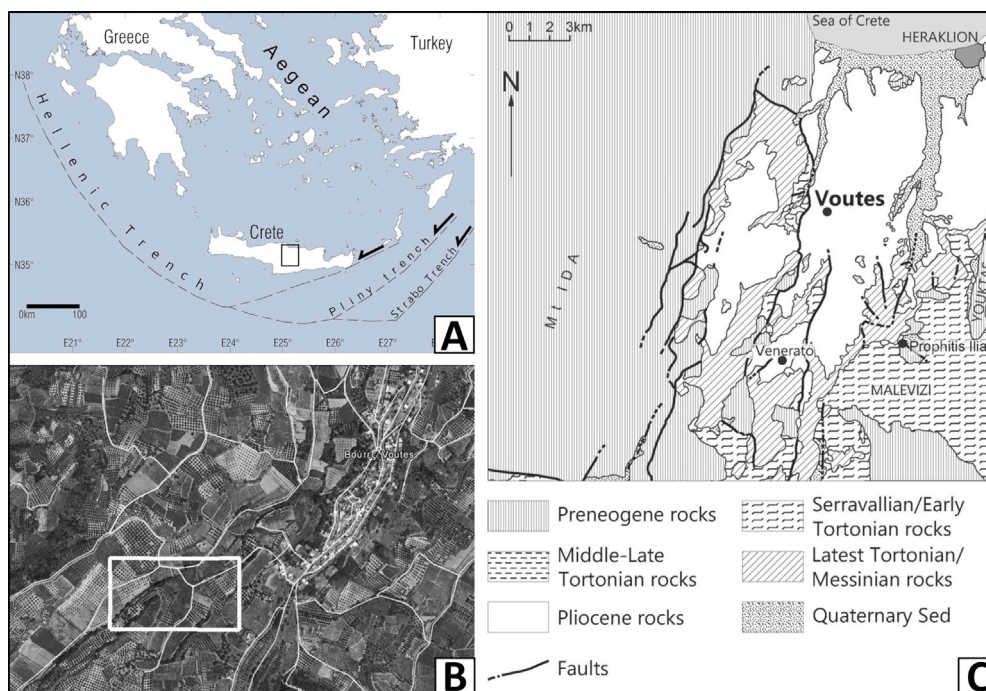 Greece
Turkey
Aegean
N38°
N37°
N36°
N35°
Hellenic Trench
Crete
Pliny trench
Strabo Trench
0km 100
E21° E22° E23° E24° E25° E26° E27°
A
Voutes
B
0 1 2 3km
Sea of Crete
HERAKLION
N
Voutes
Mt IDA
YOUKTAS
Venerato
Prophitis Ilia
MALEVIZI
Preneogene rocks
Middle-Late
Tortonian rocks
Pliocene rocks
Faults
Serravallian/Early
Tortonian rocks
Latest Tortonian/
Messinian rocks
Quaternary Sed
C